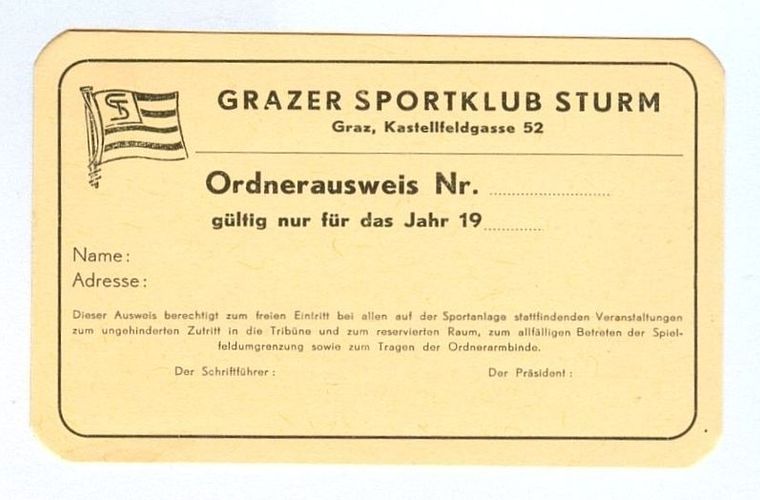 GRAZER SPORTKLUB STURM
Graz, Kastellfeldgasse 52
Ordnerausweis Nr. ....................
gültig nur für das Jahr 19..........
Name:
Adresse:
Dieser Ausweis berechtigt zum freien Eintritt bei allen auf der Sportanlage stattfindenden Veranstaltungen
zum ungehinderten Zutritt in die Tribüne und zum reservierten Raum, zum allfälligen Betreten der Spiel-
feldumgrenzung sowie zum Tragen der Ordnerarmbinde.
Der Schriftführer:
Der Präsident: